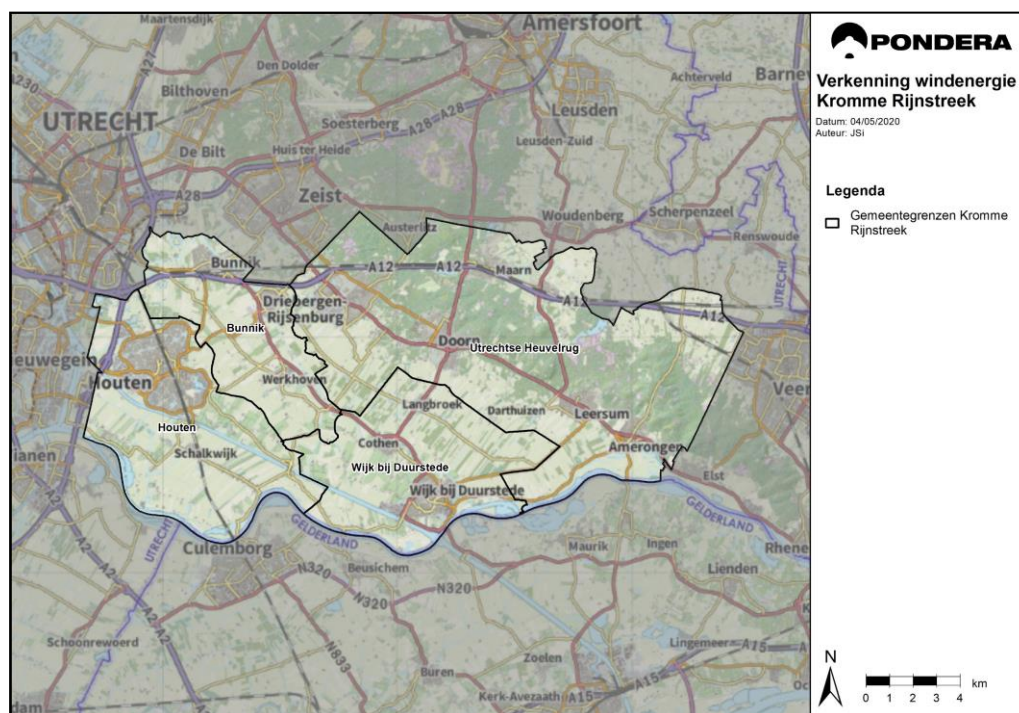 Maartensdijk
Amersfoort
A27
Den Dolder
Achterveld
Bilthoven
A28
Leusden
UTRECHT
Soesterberg
De Bilt
Huis ter Heide
Leusden-Zuid
A28
Zeist
Woudenberg
Scherpenzeel
Austerlitz
Renswoude
Bunnik
A12
A12
Maarn
UTRECHT
Driebergen-
Rijsenburg
A12
A12
Bunnik
Doorn
Utrechtse Heuvelrug
Houten
Werkhoven
Langbroek
Darthuizen
Leersum
Houten
Cothen
Amerongen
Schalkwijk
Wijk bij Duurstede
Wijk bij Duurstede
Elst
UTRECHT
GELDERLAND
GELDERLAND
Culemborg
Maurik
Ingen
N320
Beusichem
N320
Lienden
A2
Schoonrewoerd
N833
Zoelen
Lingemeer
A15
Buren
Kerk-Avezaath
A15
PONDERA
Verkenning windenergie
Kromme Rijnstreek
Datum: 04/05/2020
Auteur: JSi
Legenda
Gemeentegrenzen Kromme
Rijnstreek
N
km
0 1 2 3 4